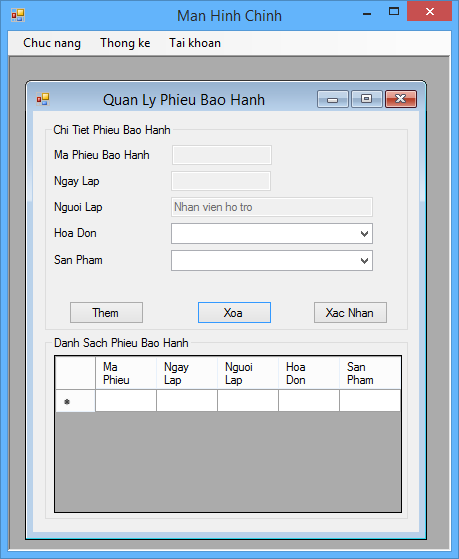 Man Hinh Chinh
Chuc nang Thong ke Tai khoan
Quan Ly Phieu Bao Hanh
Chi Tiet Phieu Bao Hanh
Ma Phieu Bao Hanh
Ngay Lap
Nguoi Lap Nhan vien ho tro
Hoa Don
San Pham
Them Xoa Xac Nhan
Danh Sach Phieu Bao Hanh
Ma Ngay Nguoi Hoa San
Phieu Lap Lap Don Pham